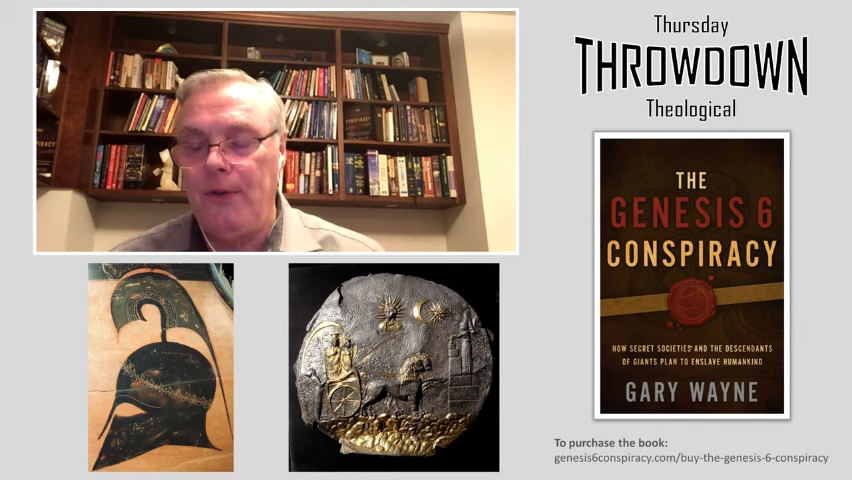 Thursday
THROWDOWN
Theological
THE
GENESIS 6
CONSPIRACY
HOW SECRET SOCIETIES AND THE DESCENDANTS
OF GIANTS PLAN TO ENSLAVE HUMANKIND
GARY WAYNE
To purchase the book:
genesis6conspiracy.com/buy-the-genesis-6-conspiracy